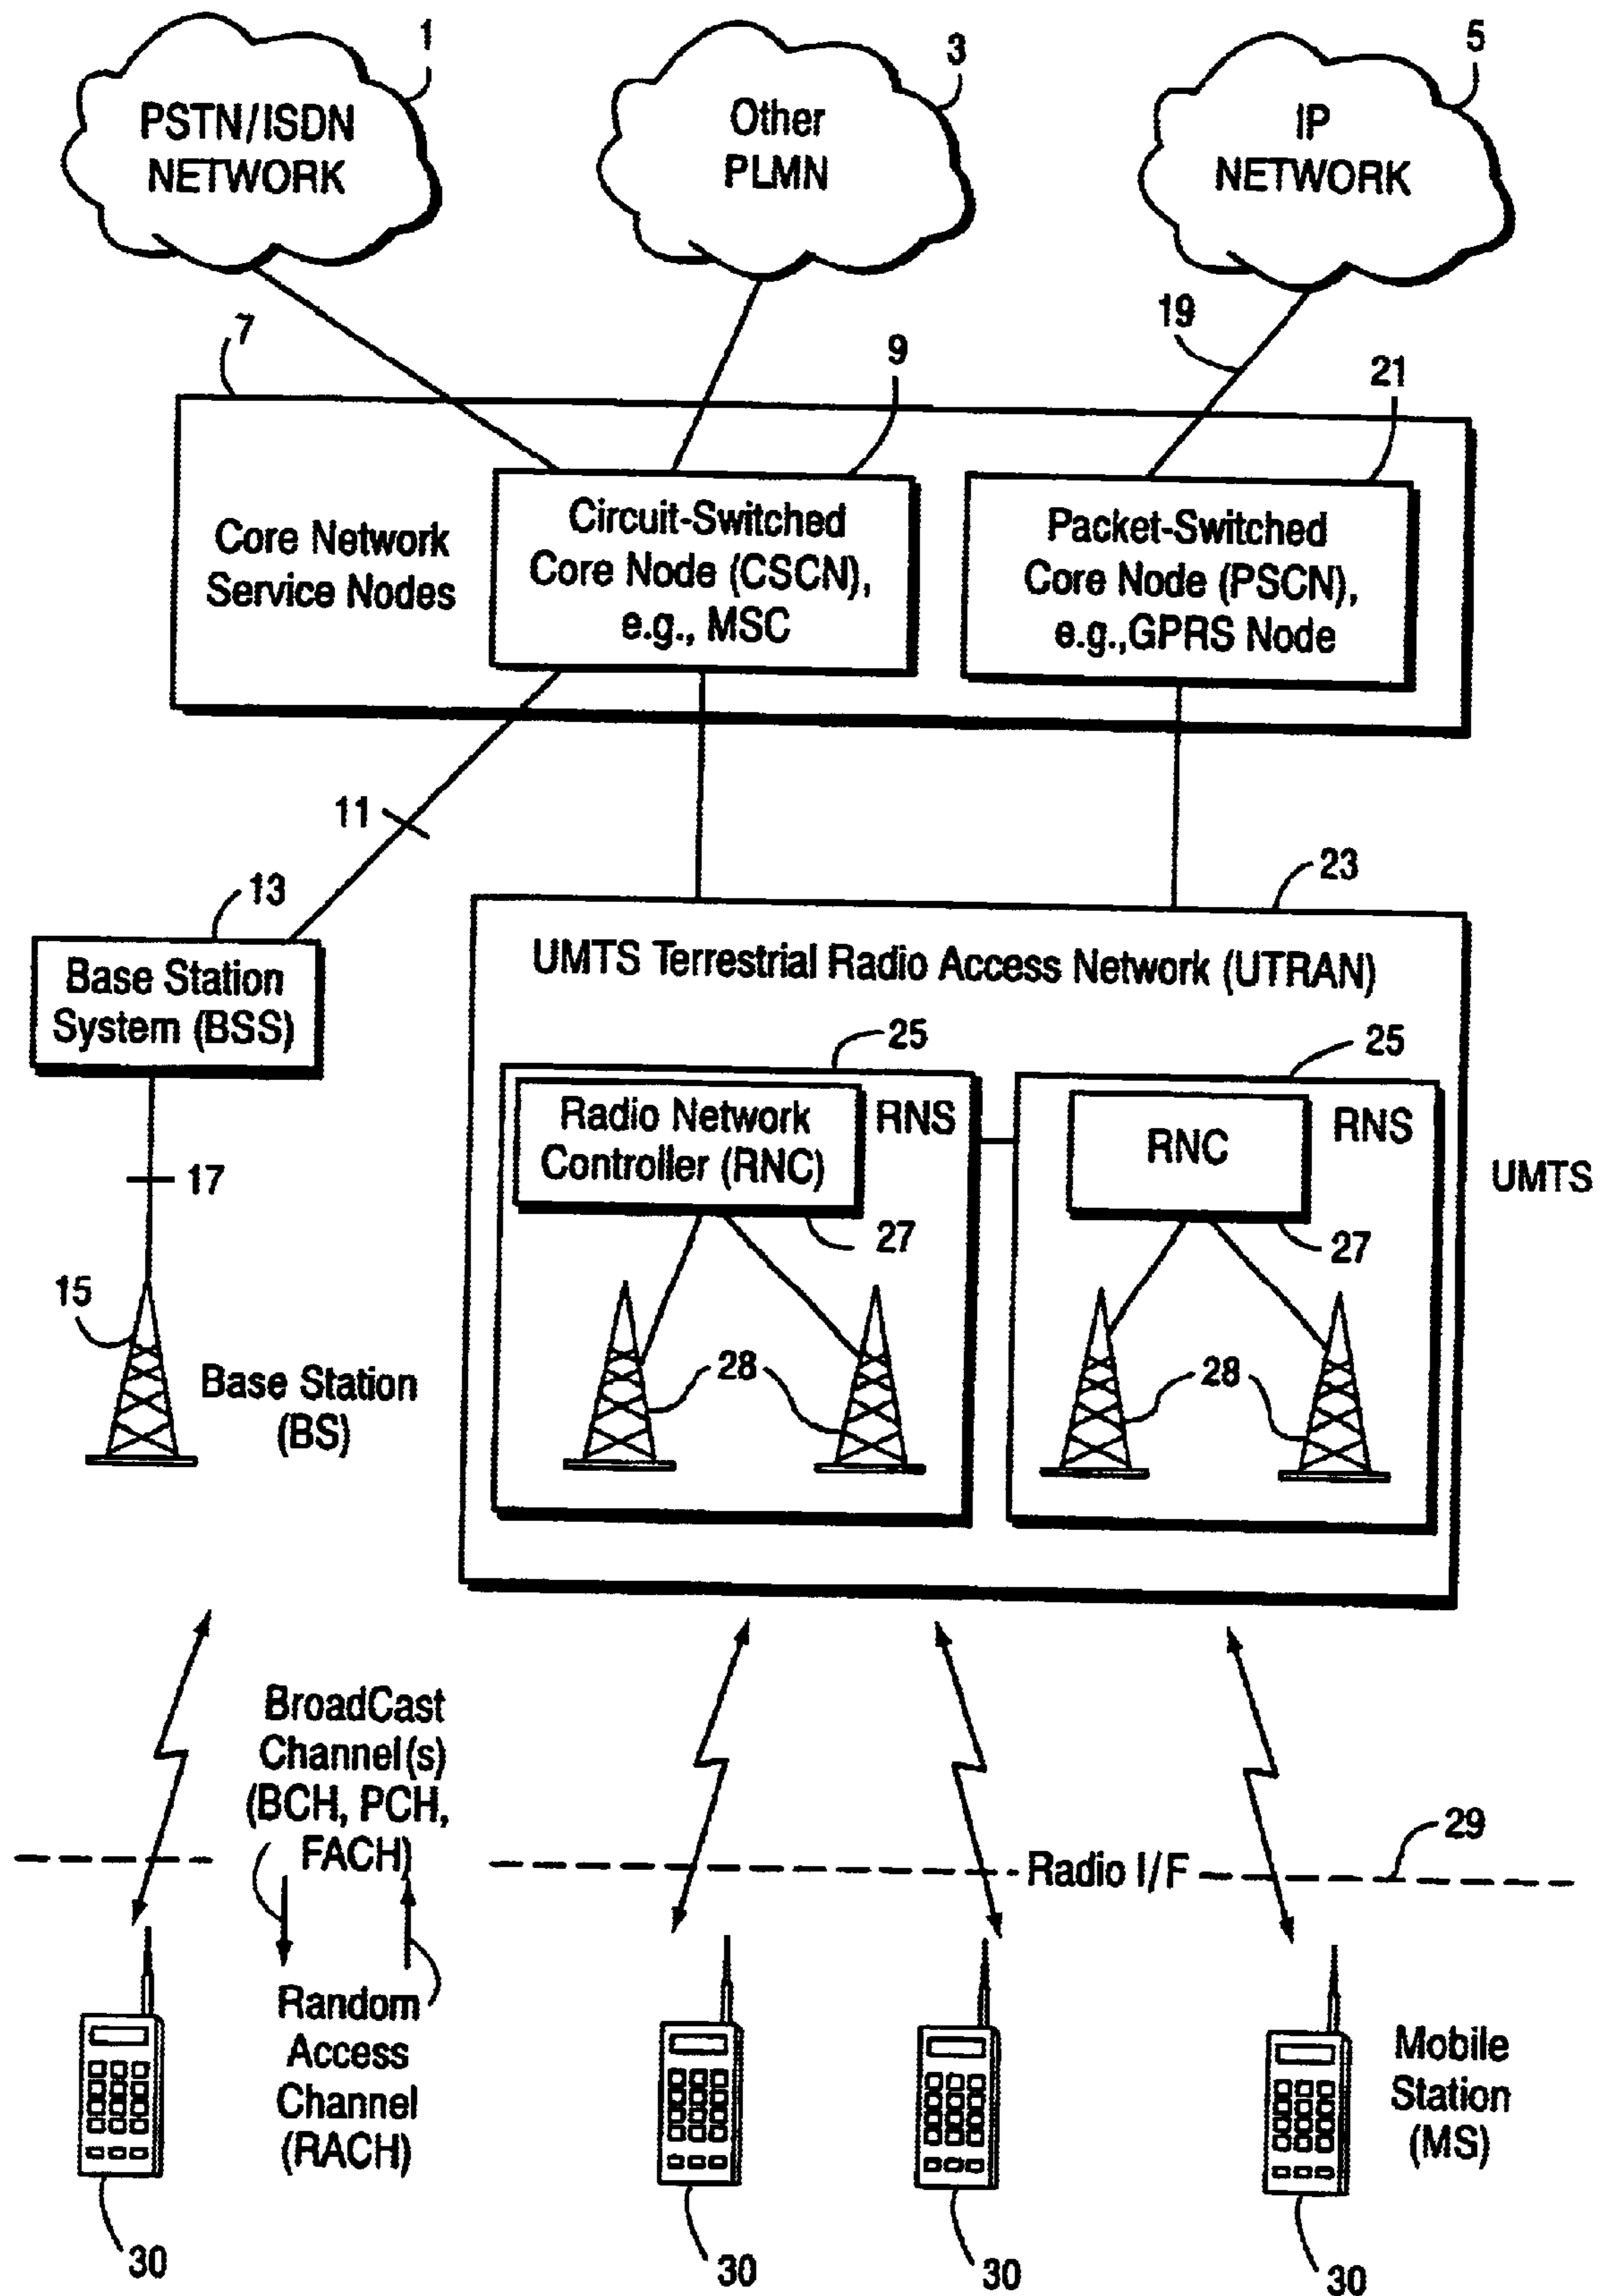 1
3
5
PSTN/ISDN
NETWORK
Other
PLMN
IP
NETWORK
7
9
19
21
Core Network
Service Nodes
Circuit-Switched
Core Node (CSCN),
e.g., MSC
Packet-Switched
Core Node (PSCN),
e.g.,GPRS Node
11
13
23
Base Station
System (BSS)
UMTS Terrestrial Radio Access Network (UTRAN)
25
25
Radio Network
Controller (RNC)
RNS
RNC
RNS
UMTS
17
27
27
15
Base Station
(BS)
28
28
BroadCast
Channel(s)
(BCH, PCH,
FACH)
Radio I/F
29
Random
Access
Channel
(RACH)
Mobile
Station
(MS)
30
30
30
30